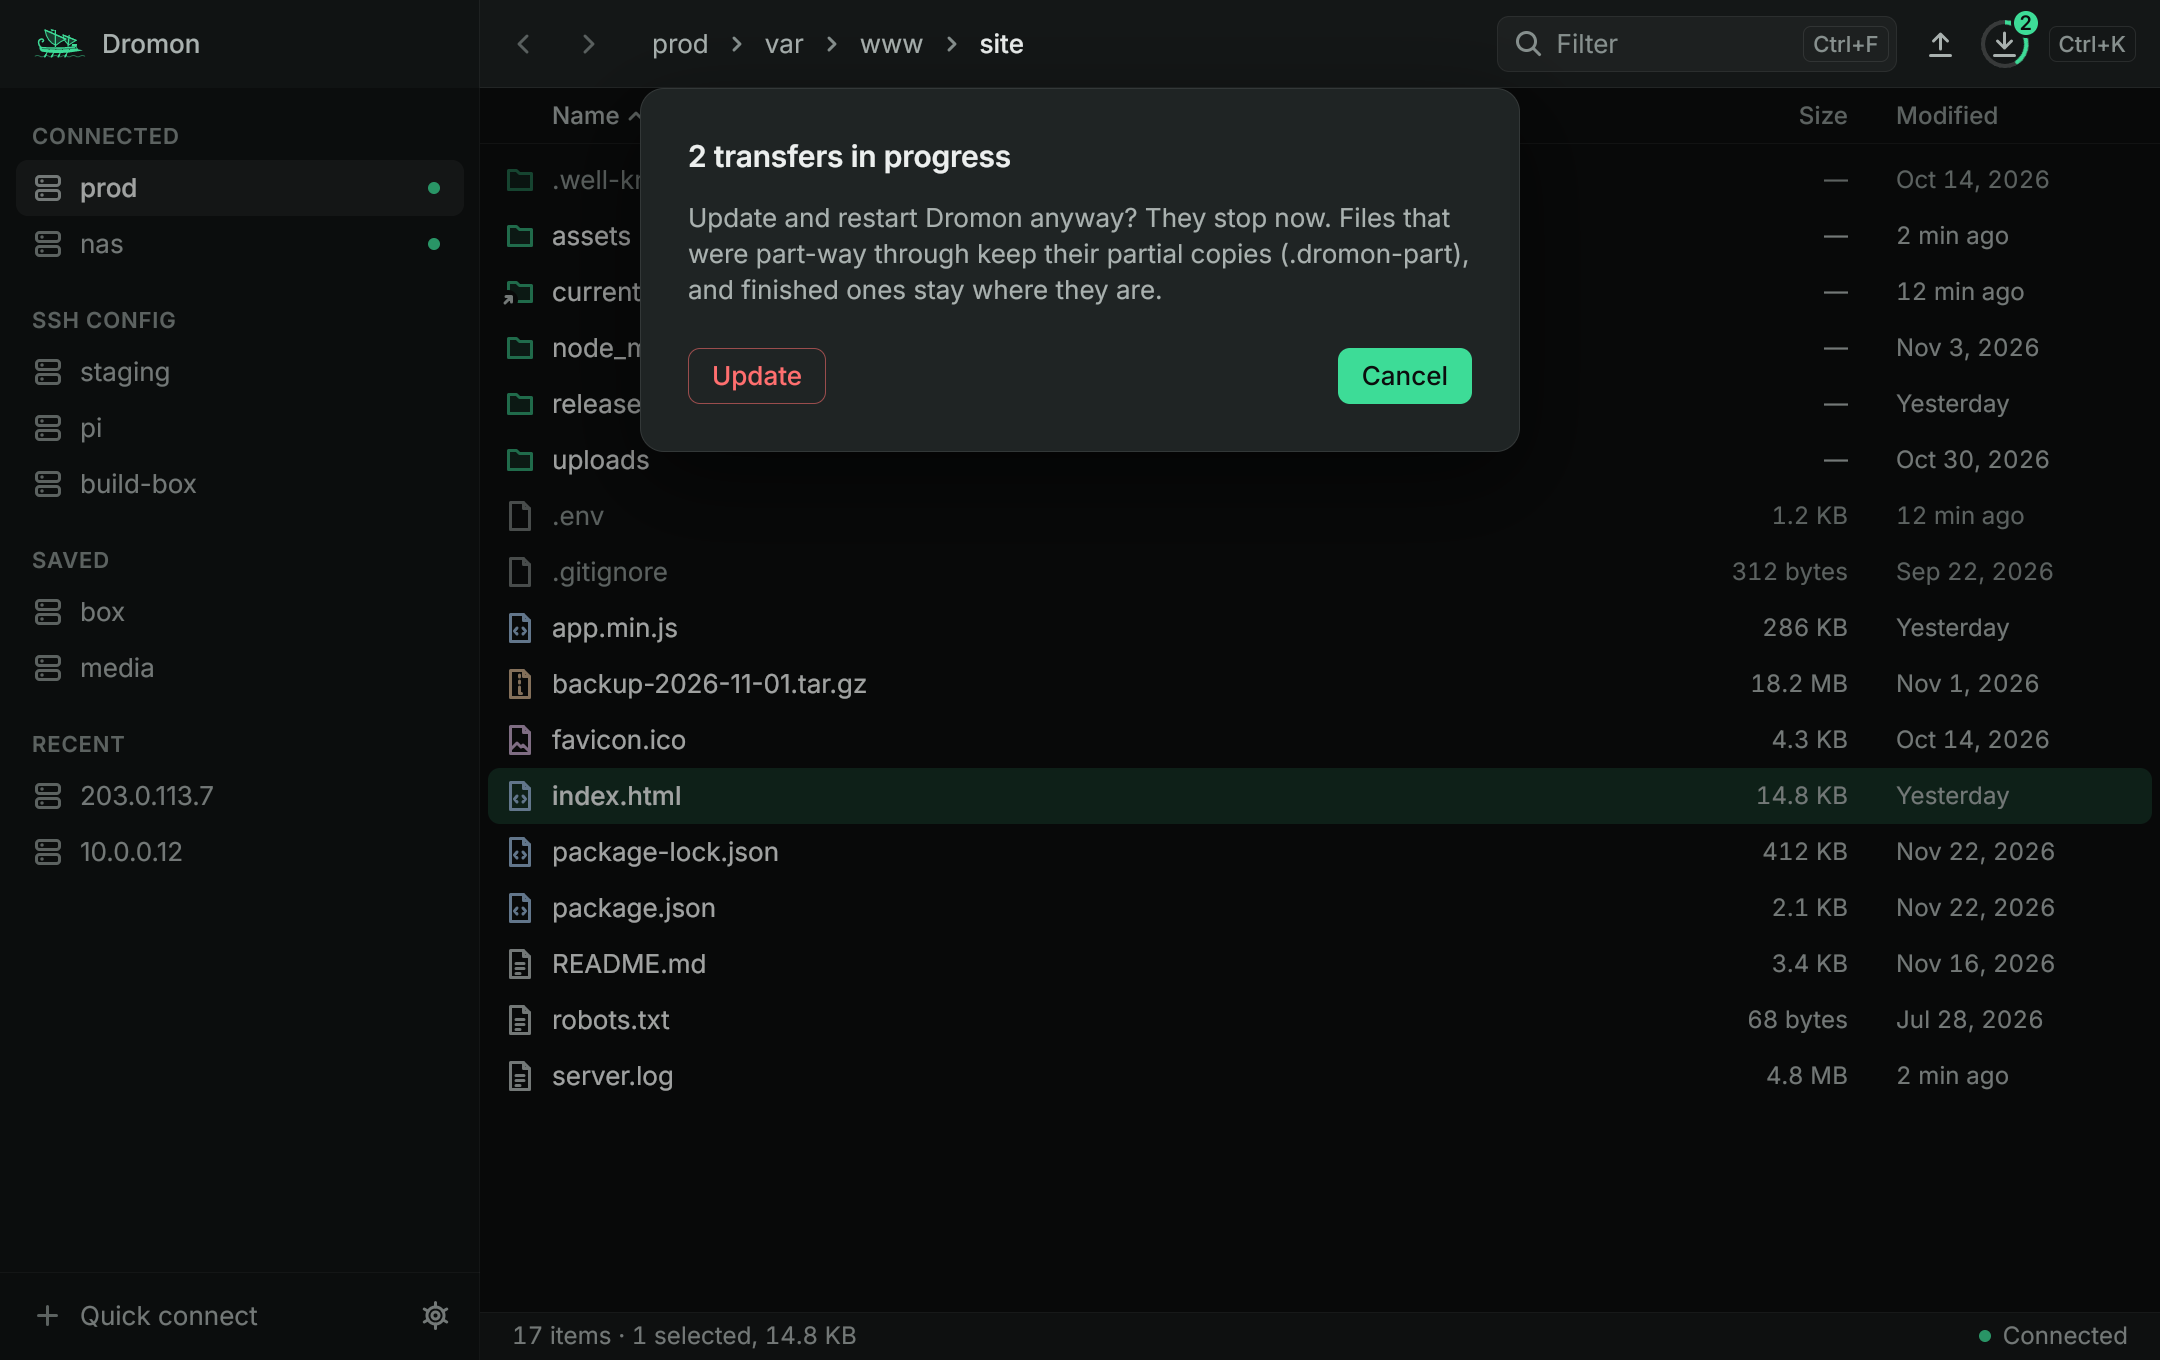 Dromon
prod > var > www > site
Filter
Ctrl+F
2
Ctrl+K
CONNECTED
prod
nas
SSH CONFIG
staging
pi
build-box
SAVED
box
media
RECENT
203.0.113.7
10.0.0.12
Quick connect
Name
Size
Modified
.well-kn
—
Oct 14, 2026
assets
—
2 min ago
current
—
12 min ago
node_m
—
Nov 3, 2026
release
—
Yesterday
uploads
—
Oct 30, 2026
.env
1.2 KB
12 min ago
.gitignore
312 bytes
Sep 22, 2026
app.min.js
286 KB
Yesterday
backup-2026-11-01.tar.gz
18.2 MB
Nov 1, 2026
favicon.ico
4.3 KB
Oct 14, 2026
index.html
14.8 KB
Yesterday
package-lock.json
412 KB
Nov 22, 2026
package.json
2.1 KB
Nov 22, 2026
README.md
3.4 KB
Nov 16, 2026
robots.txt
68 bytes
Jul 28, 2026
server.log
4.8 MB
2 min ago
2 transfers in progress
Update and restart Dromon anyway? They stop now. Files that
were part-way through keep their partial copies (.dromon-part),
and finished ones stay where they are.
Update
Cancel
17 items · 1 selected, 14.8 KB
Connected